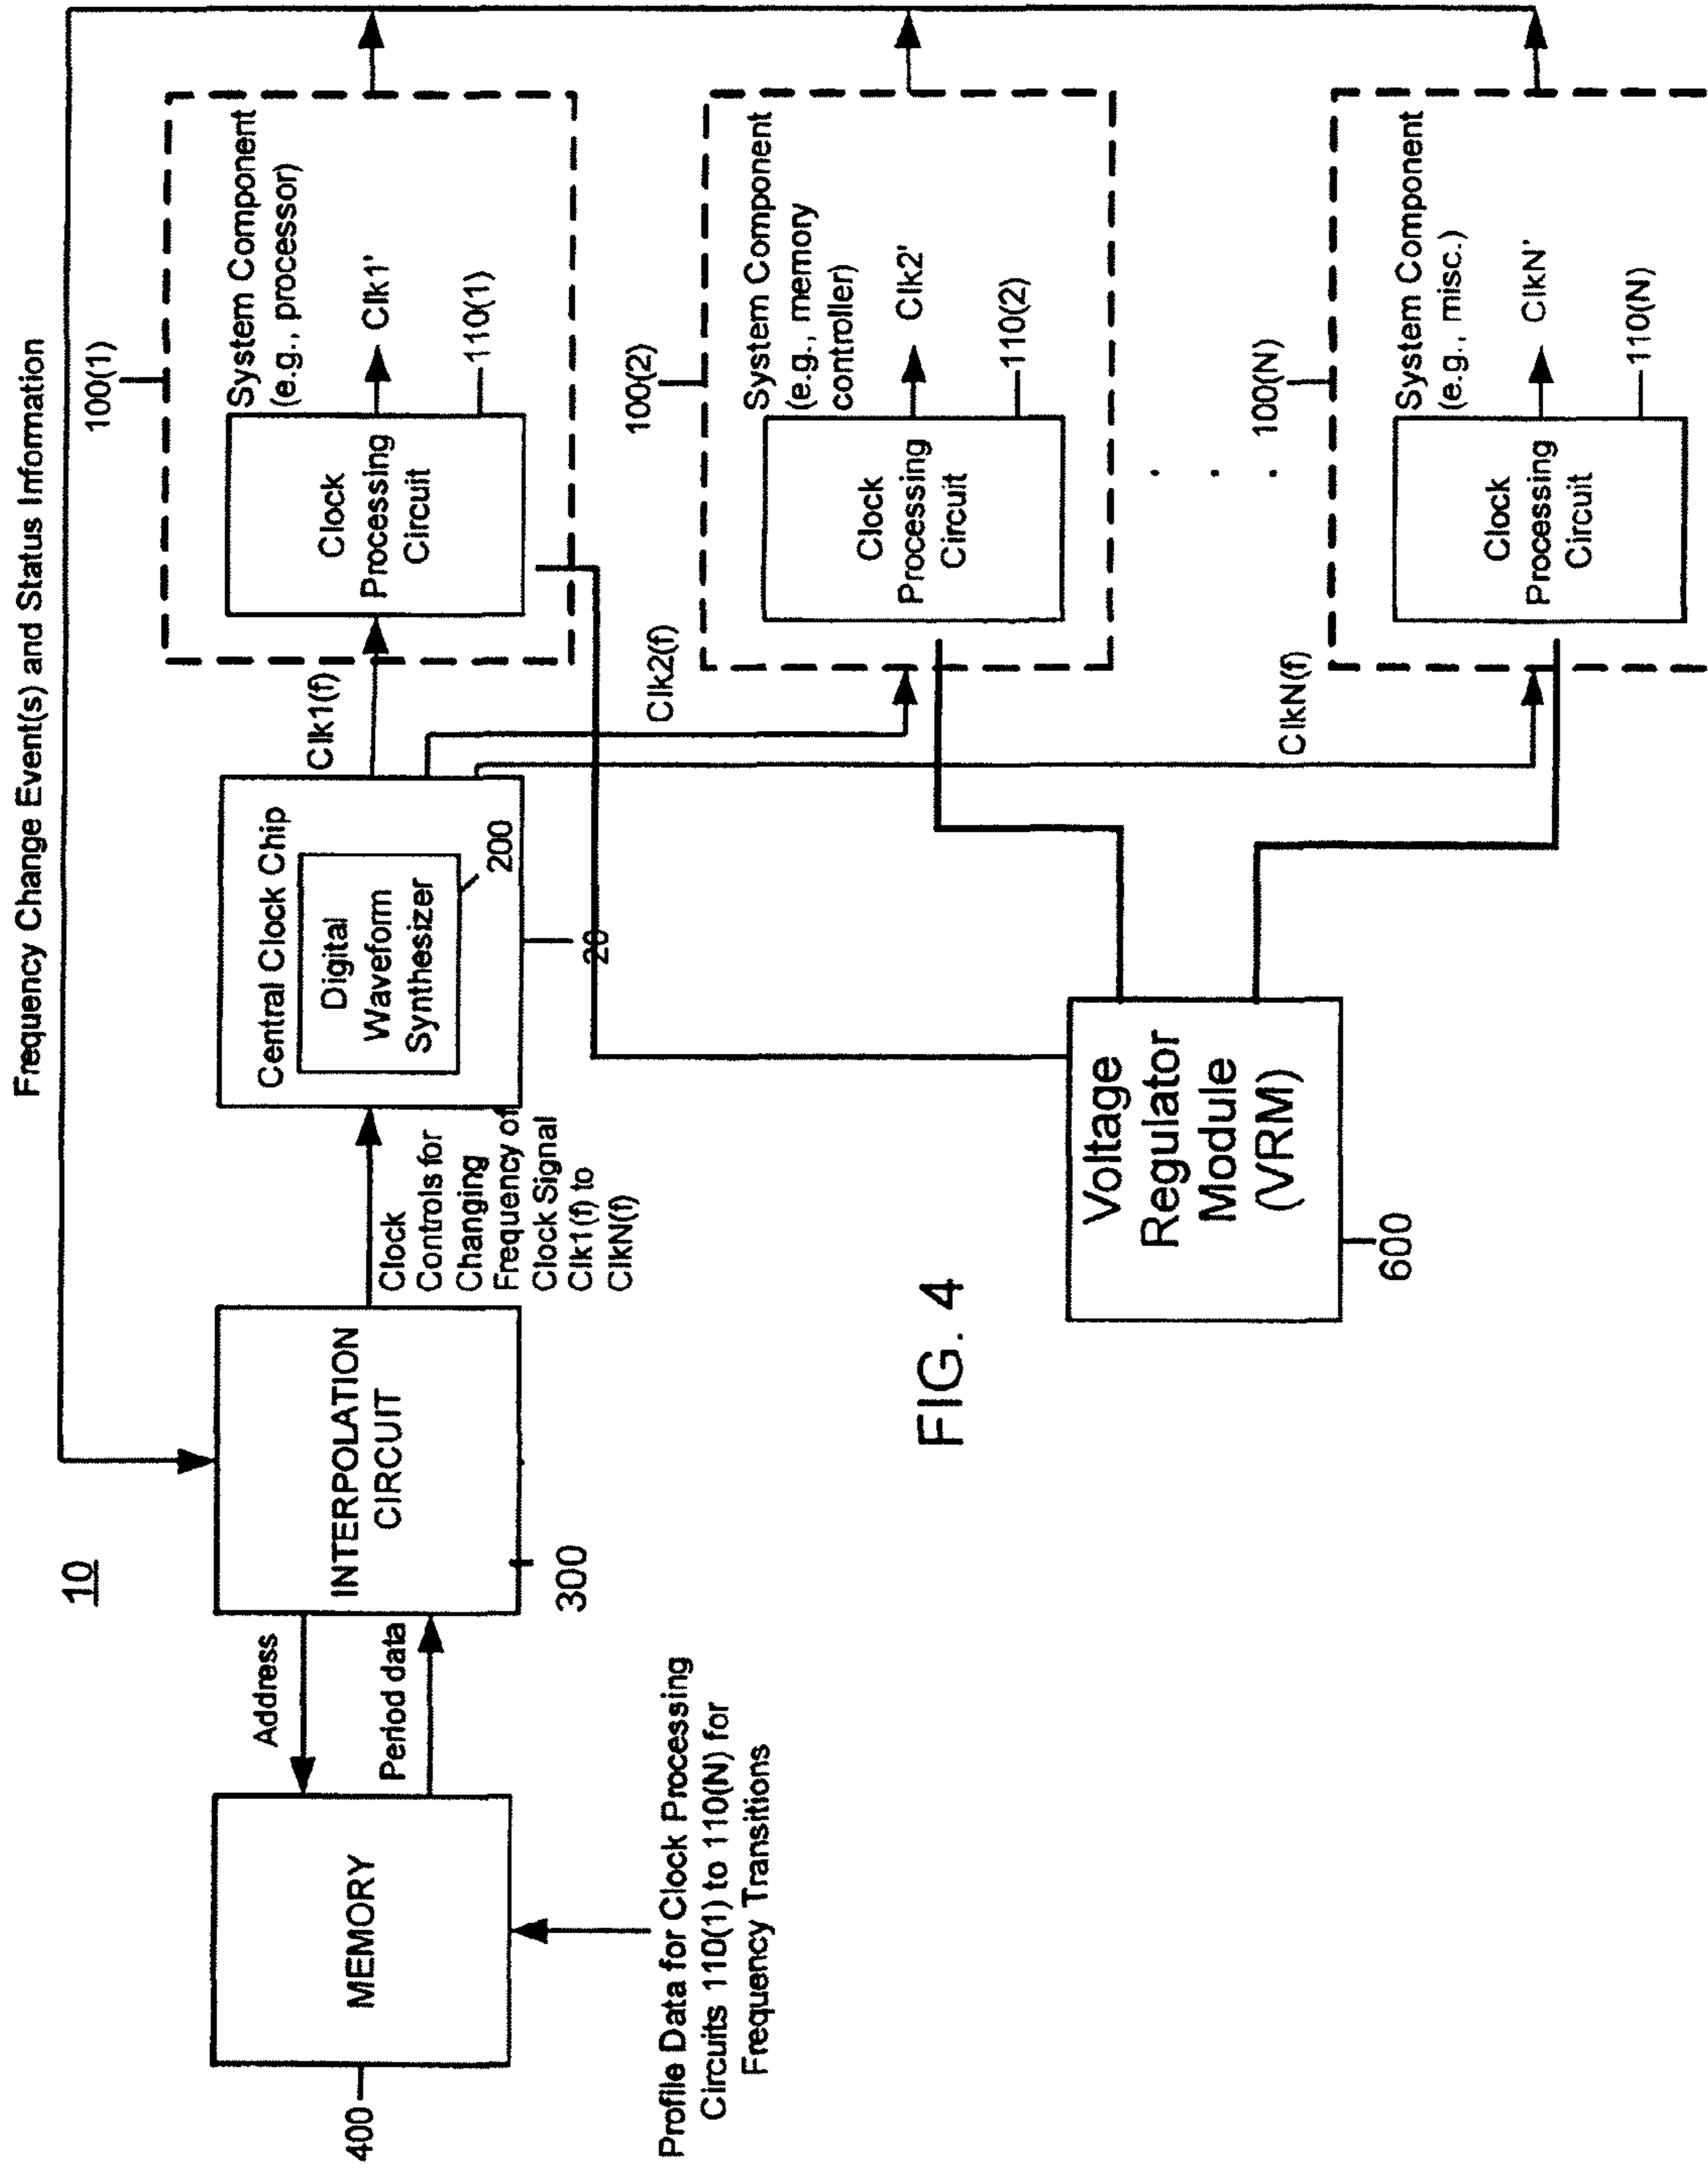 Frequency Change Event(s) and Status Information
10
100(1)
System Component
(e.g., processor)
Clock
Processing
Circuit
Clk1'
110(1)
Clk1(f)
Central Clock Chip
Digital
Waveform
Synthesizer
200
20
Clock
Controls for
Changing
Frequency of
Clock Signal
Clk1(f) to
ClkN(f)
INTERPOLATION
CIRCUIT
300
Address
Period data
MEMORY
400
Profile Data for Clock Processing
Circuits 110(1) to 110(N) for
Frequency Transitions
100(2)
System Component
(e.g., memory
controller)
Clock
Processing
Circuit
Clk2'
110(2)
Clk2(f)
. . .
100(N)
System Component
(e.g., misc.)
Clock
Processing
Circuit
ClkN'
110(N)
ClkN(f)
Voltage
Regulator
Module
(VRM)
600
FIG. 4